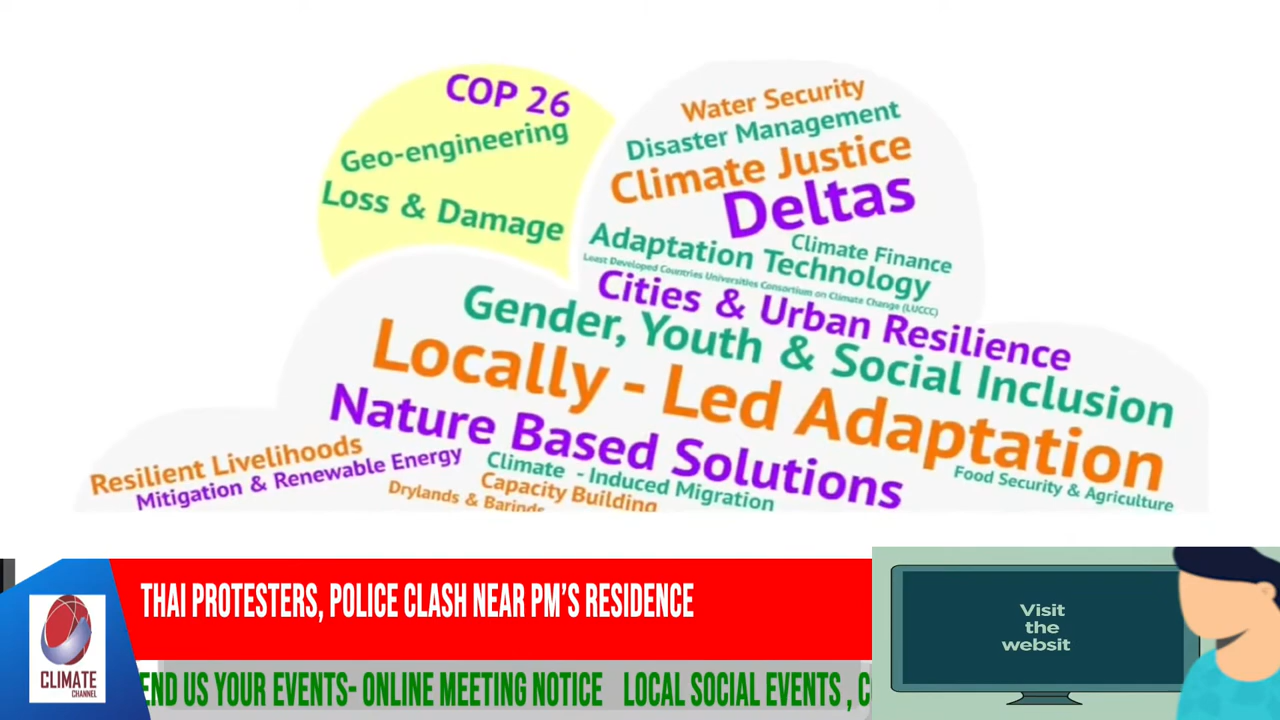 COP 26
Geo-engineering
Loss & Damage
Water Security
Disaster Management
Climate Justice
Deltas
Adaptation Technology
Climate Finance
Least Developed Countries Universities Consortium on Climate Change (LUCCC)
Cities & Urban Resilience
Gender, Youth & Social Inclusion
Locally - Led Adaptation
Nature Based Solutions
Resilient Livelihoods
Mitigation & Renewable Energy
Climate - Induced Migration
Capacity Building
Drylands & Barinds
Food Security & Agriculture
THAI PROTESTERS, POLICE CLASH NEAR PM'S RESIDENCE
Visit
the
websit
CLIMATE
CHANNEL
END US YOUR EVENTS- ONLINE MEETING NOTICE LOCAL SOCIAL EVENTS , C